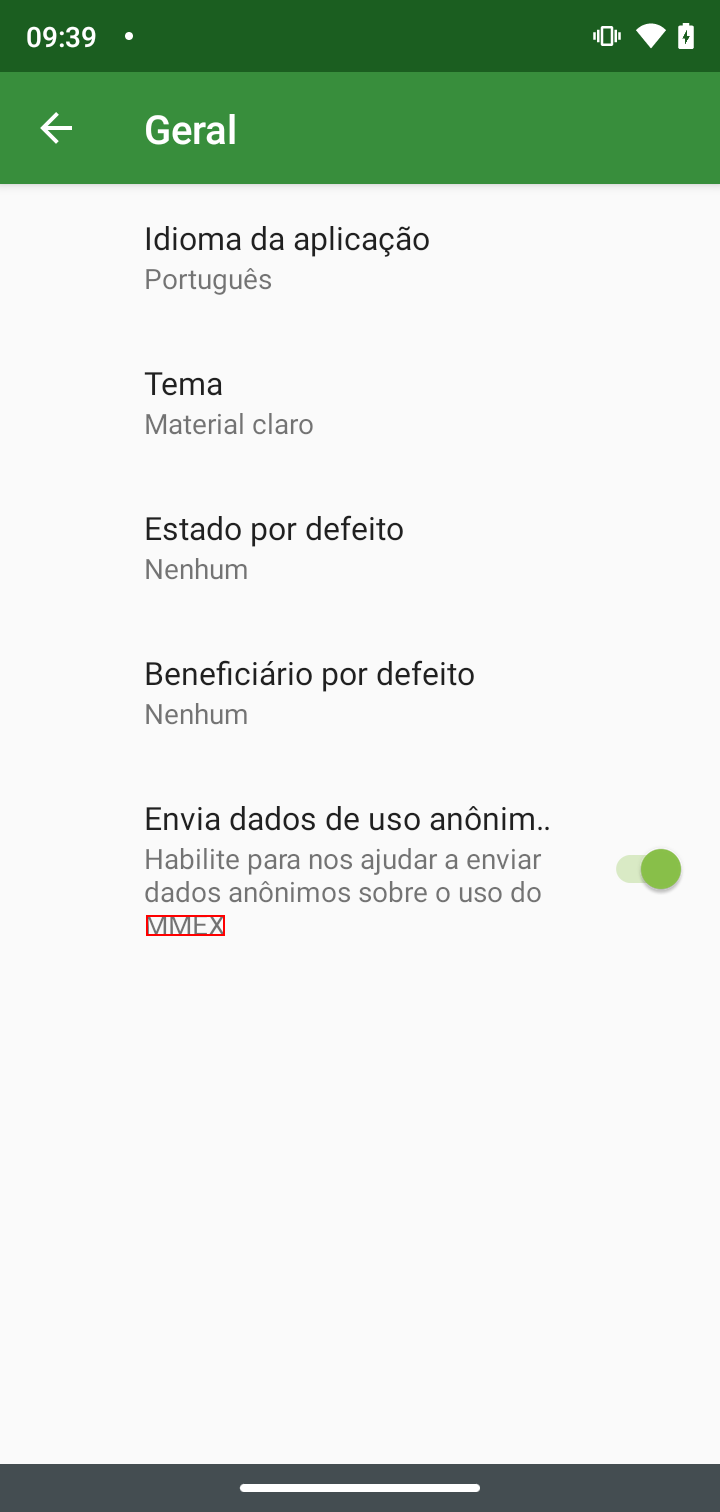 09:39
Geral
Idioma da aplicação
Português
Tema
Material claro
Estado por defeito
Nenhum
Beneficiário por defeito
Nenhum
Envia dados de uso anônim..
Habilite para nos ajudar a enviar
dados anônimos sobre o uso do
MMEX